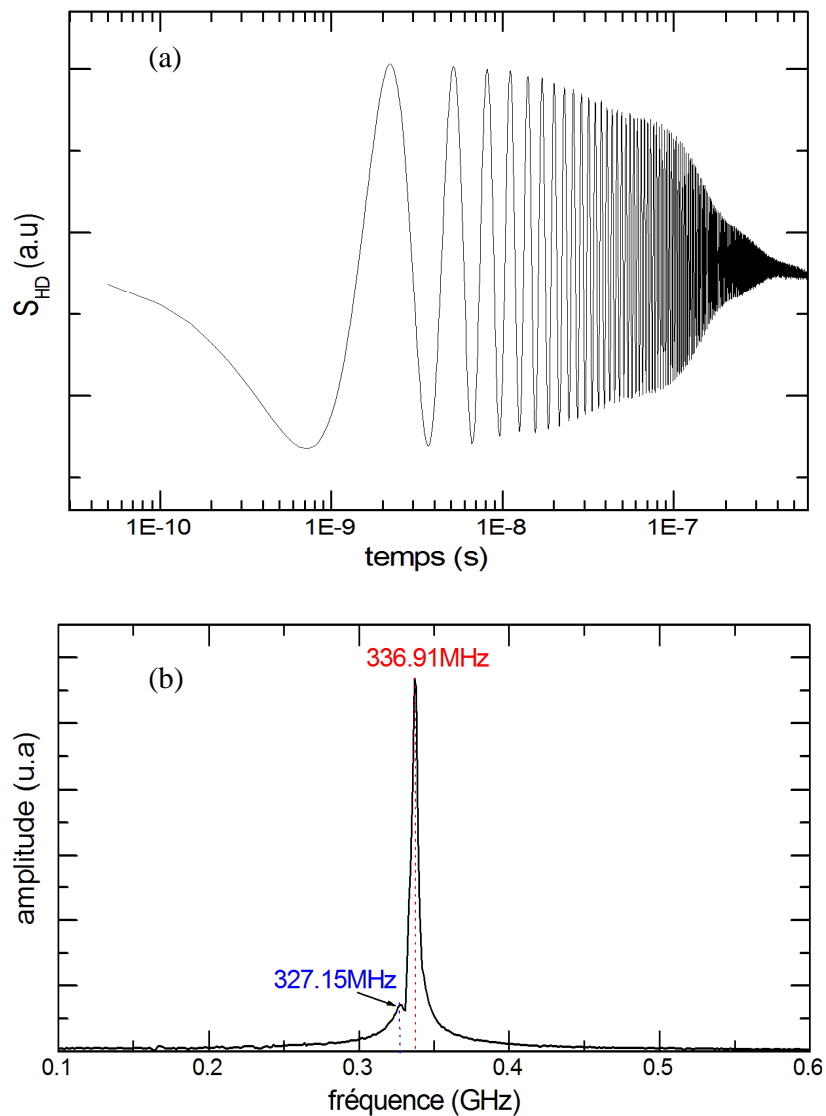 (a)
S_HD (a.u)
1E-10 1E-9 1E-8 1E-7
temps (s)
(b)
336.91MHz
327.15MHz
amplitude (u.a)
0.1 0.2 0.3 0.4 0.5 0.6
fréquence (GHz)